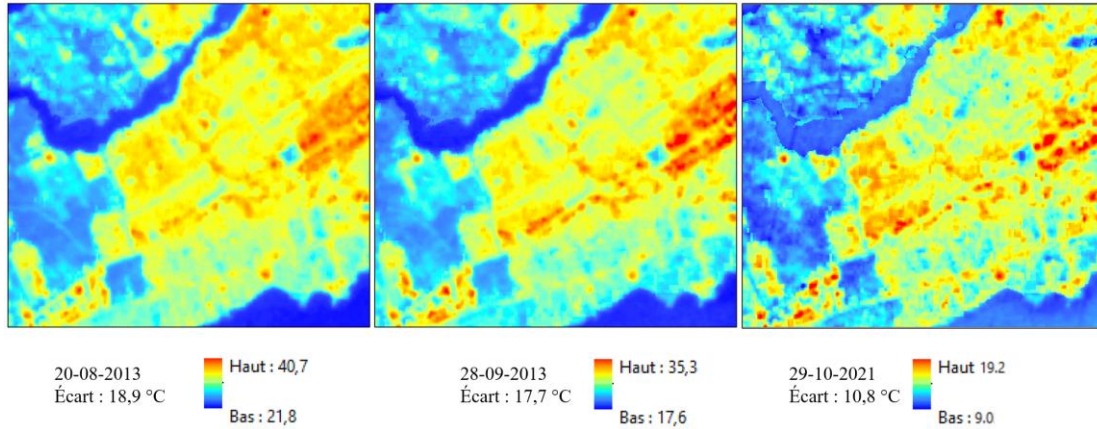 20-08-2013
Écart : 18,9 °C
Haut : 40,7
Bas : 21,8
28-09-2013
Écart : 17,7 °C
Haut : 35,3
Bas : 17,6
29-10-2021
Écart : 10,8 °C
Haut 19.2
Bas : 9.0